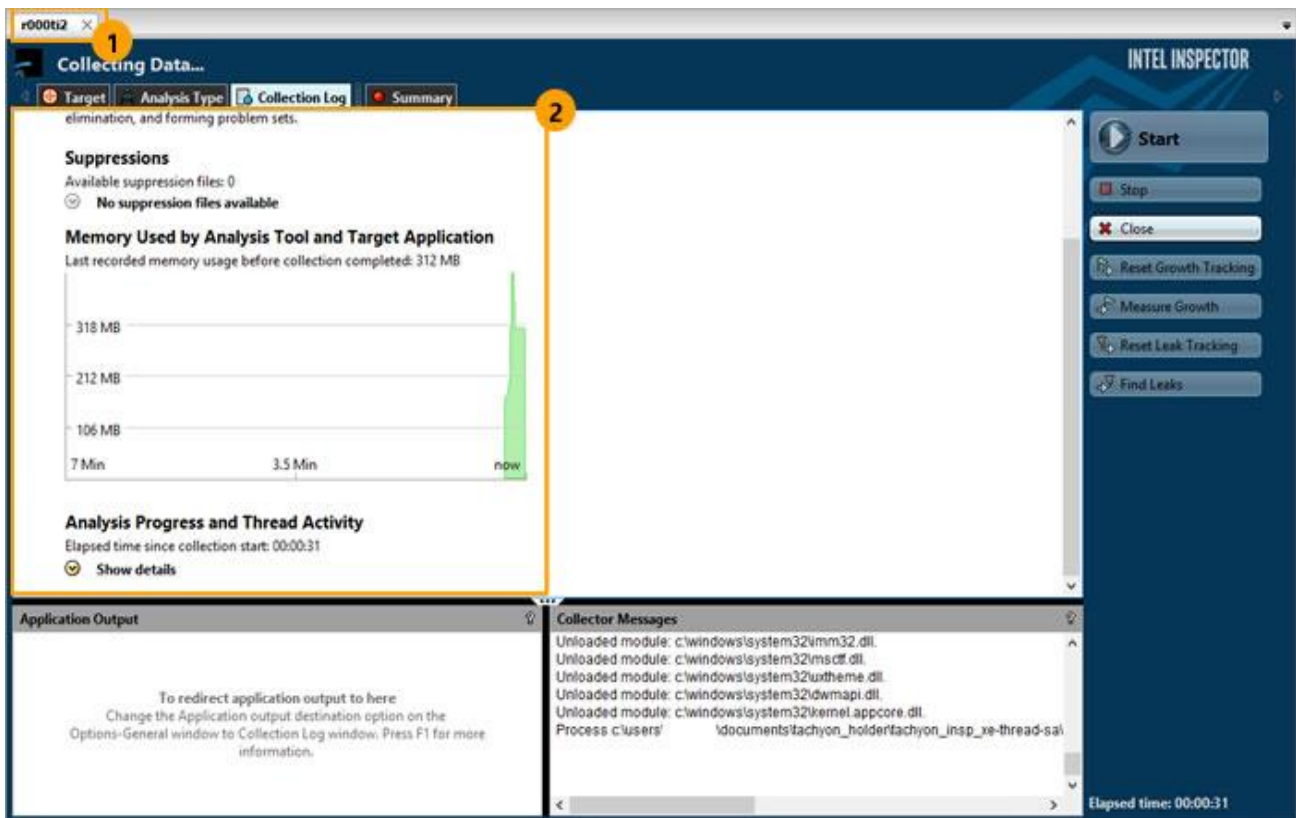 r000ti2
1
Collecting Data...
INTEL INSPECTOR
Target
Analysis Type
Collection Log
Summary
2
elimination, and forming problem sets.
Suppressions
Available suppression files: 0
No suppression files available
Memory Used by Analysis Tool and Target Application
Last recorded memory usage before collection completed: 312 MB
318 MB
212 MB
106 MB
7 Min
3.5 Min
now
Analysis Progress and Thread Activity
Elapsed time since collection start: 00:00:31
Show details
Start
Stop
Close
Reset Growth Tracking
Measure Growth
Reset Leak Tracking
Find Leaks
Application Output
To redirect application output to here
Change the Application output destination option on the
Options-General window to Collection Log window. Press F1 for more
information.
Collector Messages
Unloaded module: c:\windows\system32\imm32.dll.
Unloaded module: c:\windows\system32\msctf.dll.
Unloaded module: c:\windows\system32\uxtheme.dll.
Unloaded module: c:\windows\system32\dwmapi.dll.
Unloaded module: c:\windows\system32\kernel.appcore.dll.
Process c:\users\ \documents\tachyon_holder\tachyon_insp_xe-thread-sa\
Elapsed time: 00:00:31